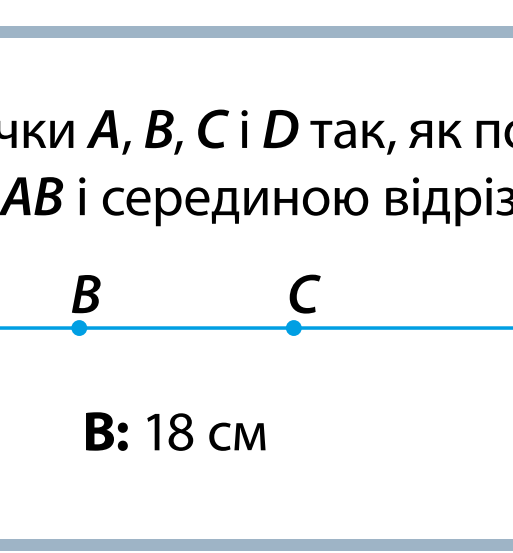 чки A, B, C і D так, як по
AB і серединою відріз
B C
В: 18 см